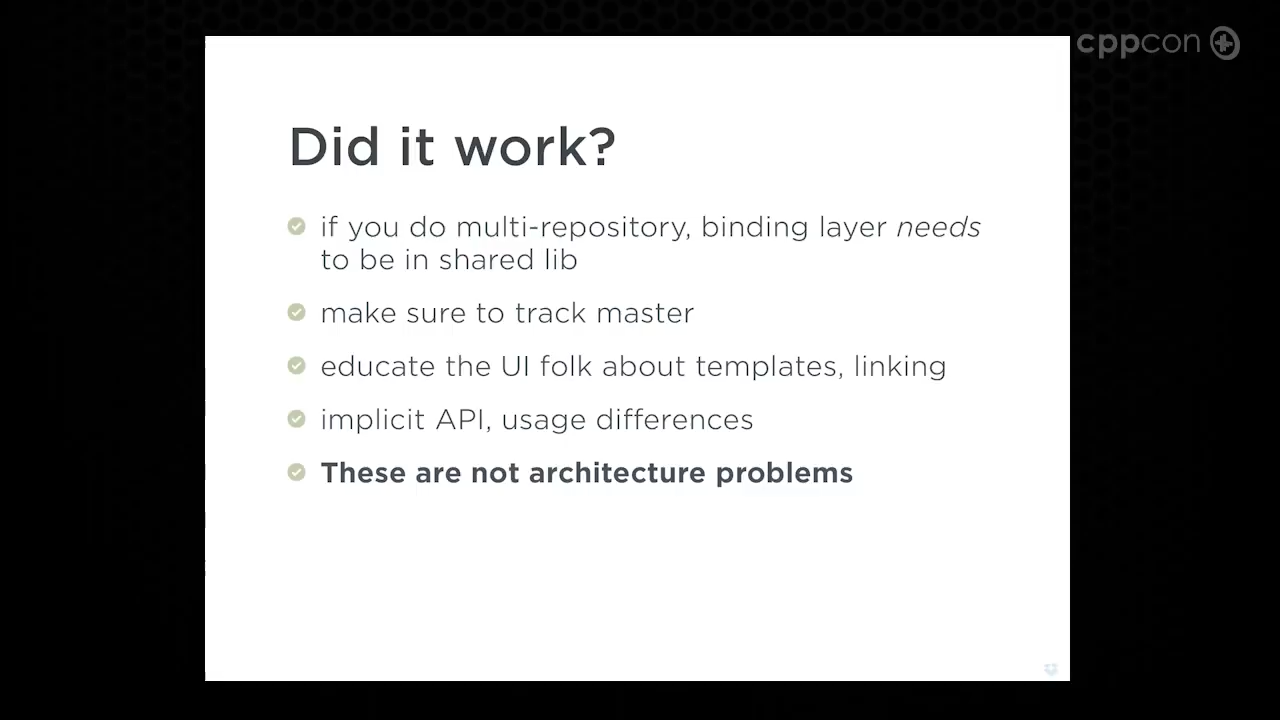 cppcon
Did it work?
if you do multi-repository, binding layer needs
to be in shared lib
make sure to track master
educate the UI folk about templates, linking
implicit API, usage differences
These are not architecture problems